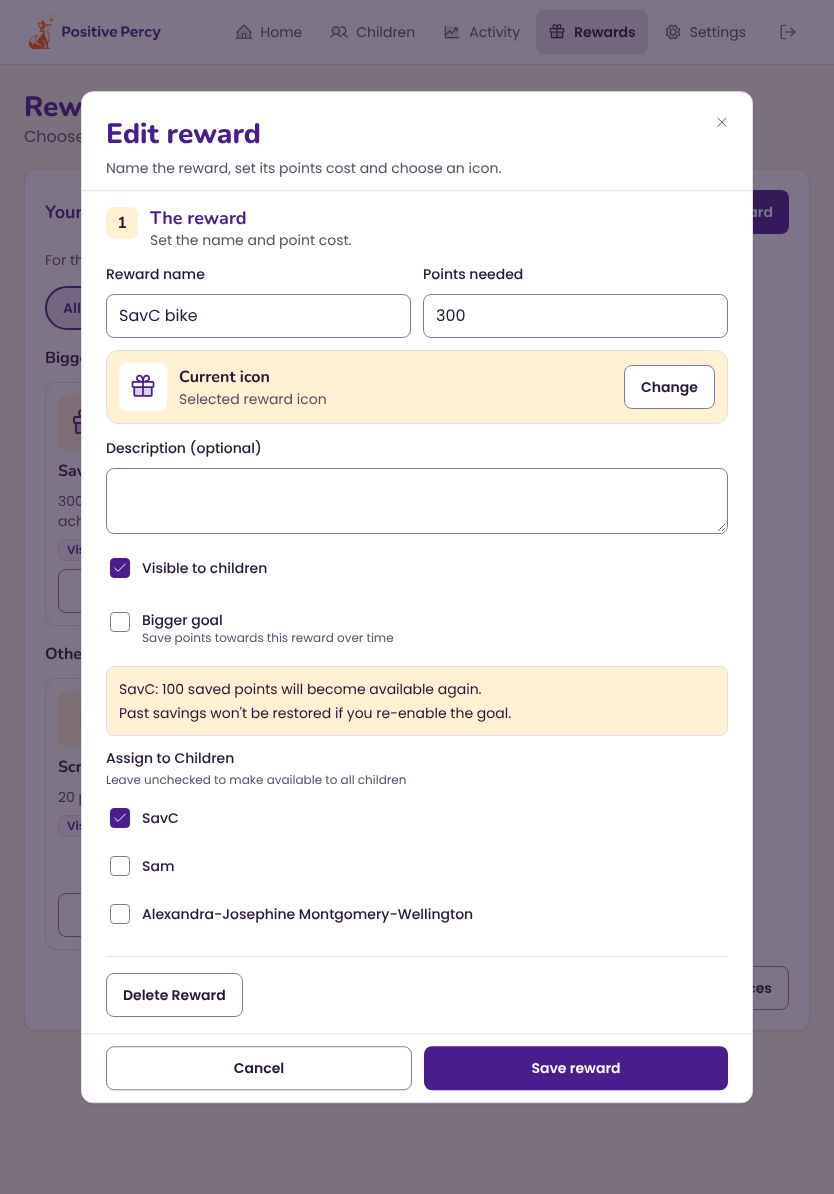 Positive Percy
Home
Children
Activity
Rewards
Settings
Edit reward
Name the reward, set its points cost and choose an icon.
1
The reward
Set the name and point cost.
Reward name
Points needed
SavC bike
300
Current icon
Selected reward icon
Change
Description (optional)
Visible to children
Bigger goal
Save points towards this reward over time
SavC: 100 saved points will become available again.
Past savings won't be restored if you re-enable the goal.
Assign to Children
Leave unchecked to make available to all children
SavC
Sam
Alexandra-Josephine Montgomery-Wellington
Delete Reward
Cancel
Save reward
Choose
Your
All
300
20